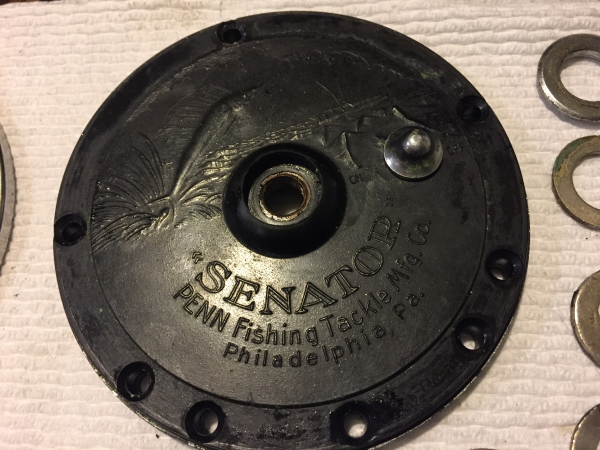 "SENATOR"
PENN Fishing Tackle Mfg. Co.
Philadelphia, Pa.